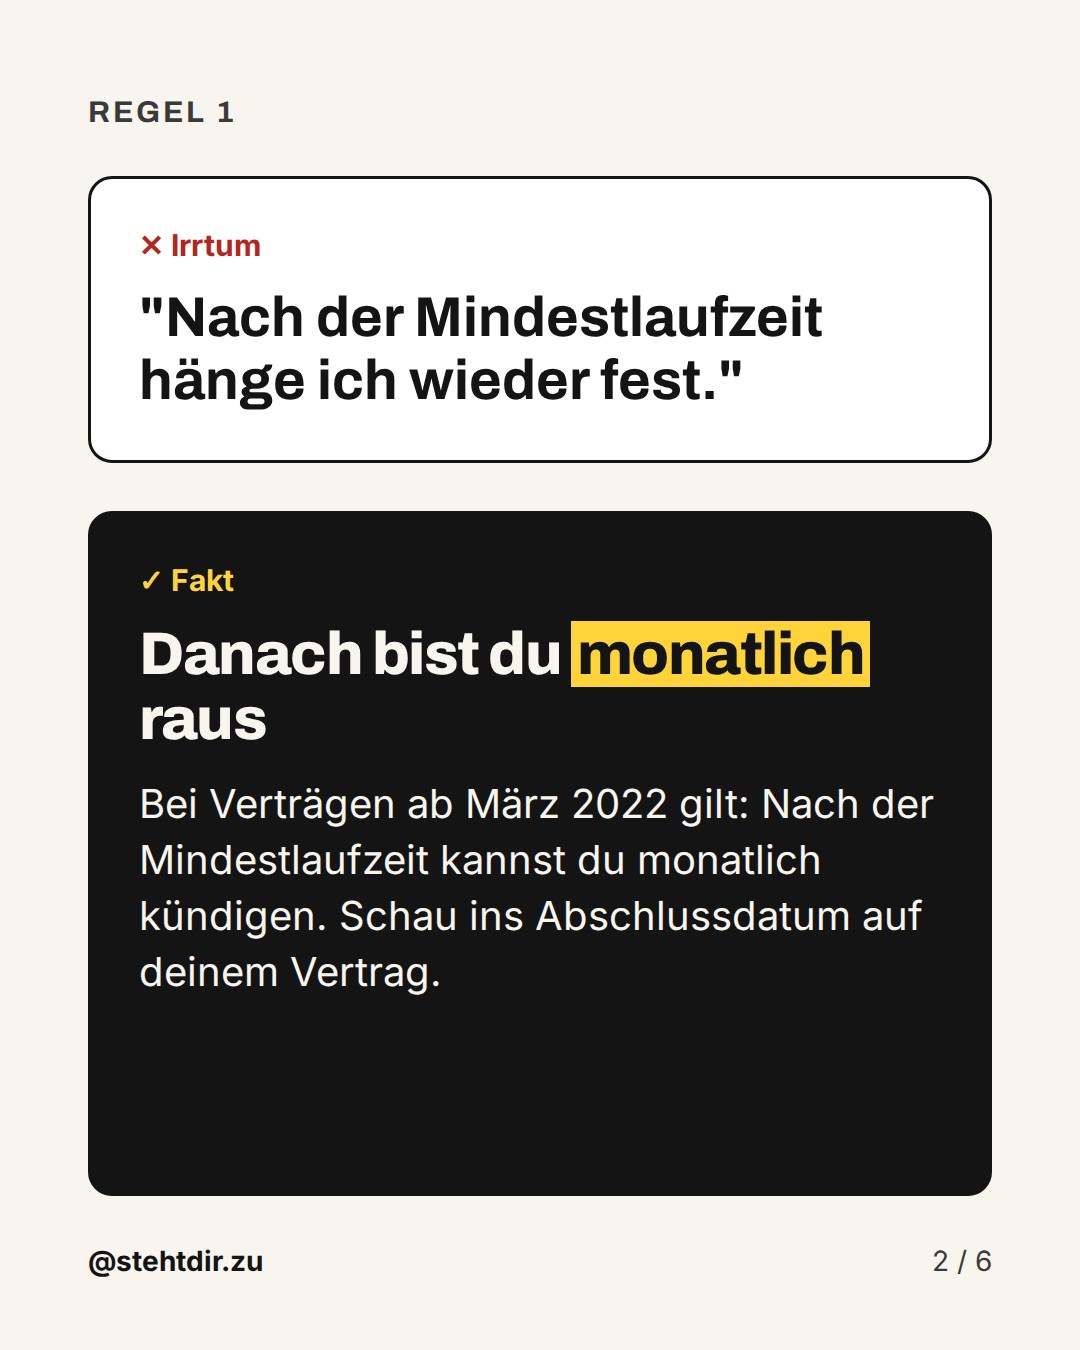 REGEL 1
✕ Irrtum
"Nach der Mindestlaufzeit
hänge ich wieder fest."
✓ Fakt
Danach bist du monatlich
raus
Bei Verträgen ab März 2022 gilt: Nach der
Mindestlaufzeit kannst du monatlich
kündigen. Schau ins Abschlussdatum auf
deinem Vertrag.
@stehtdir.zu
2 / 6